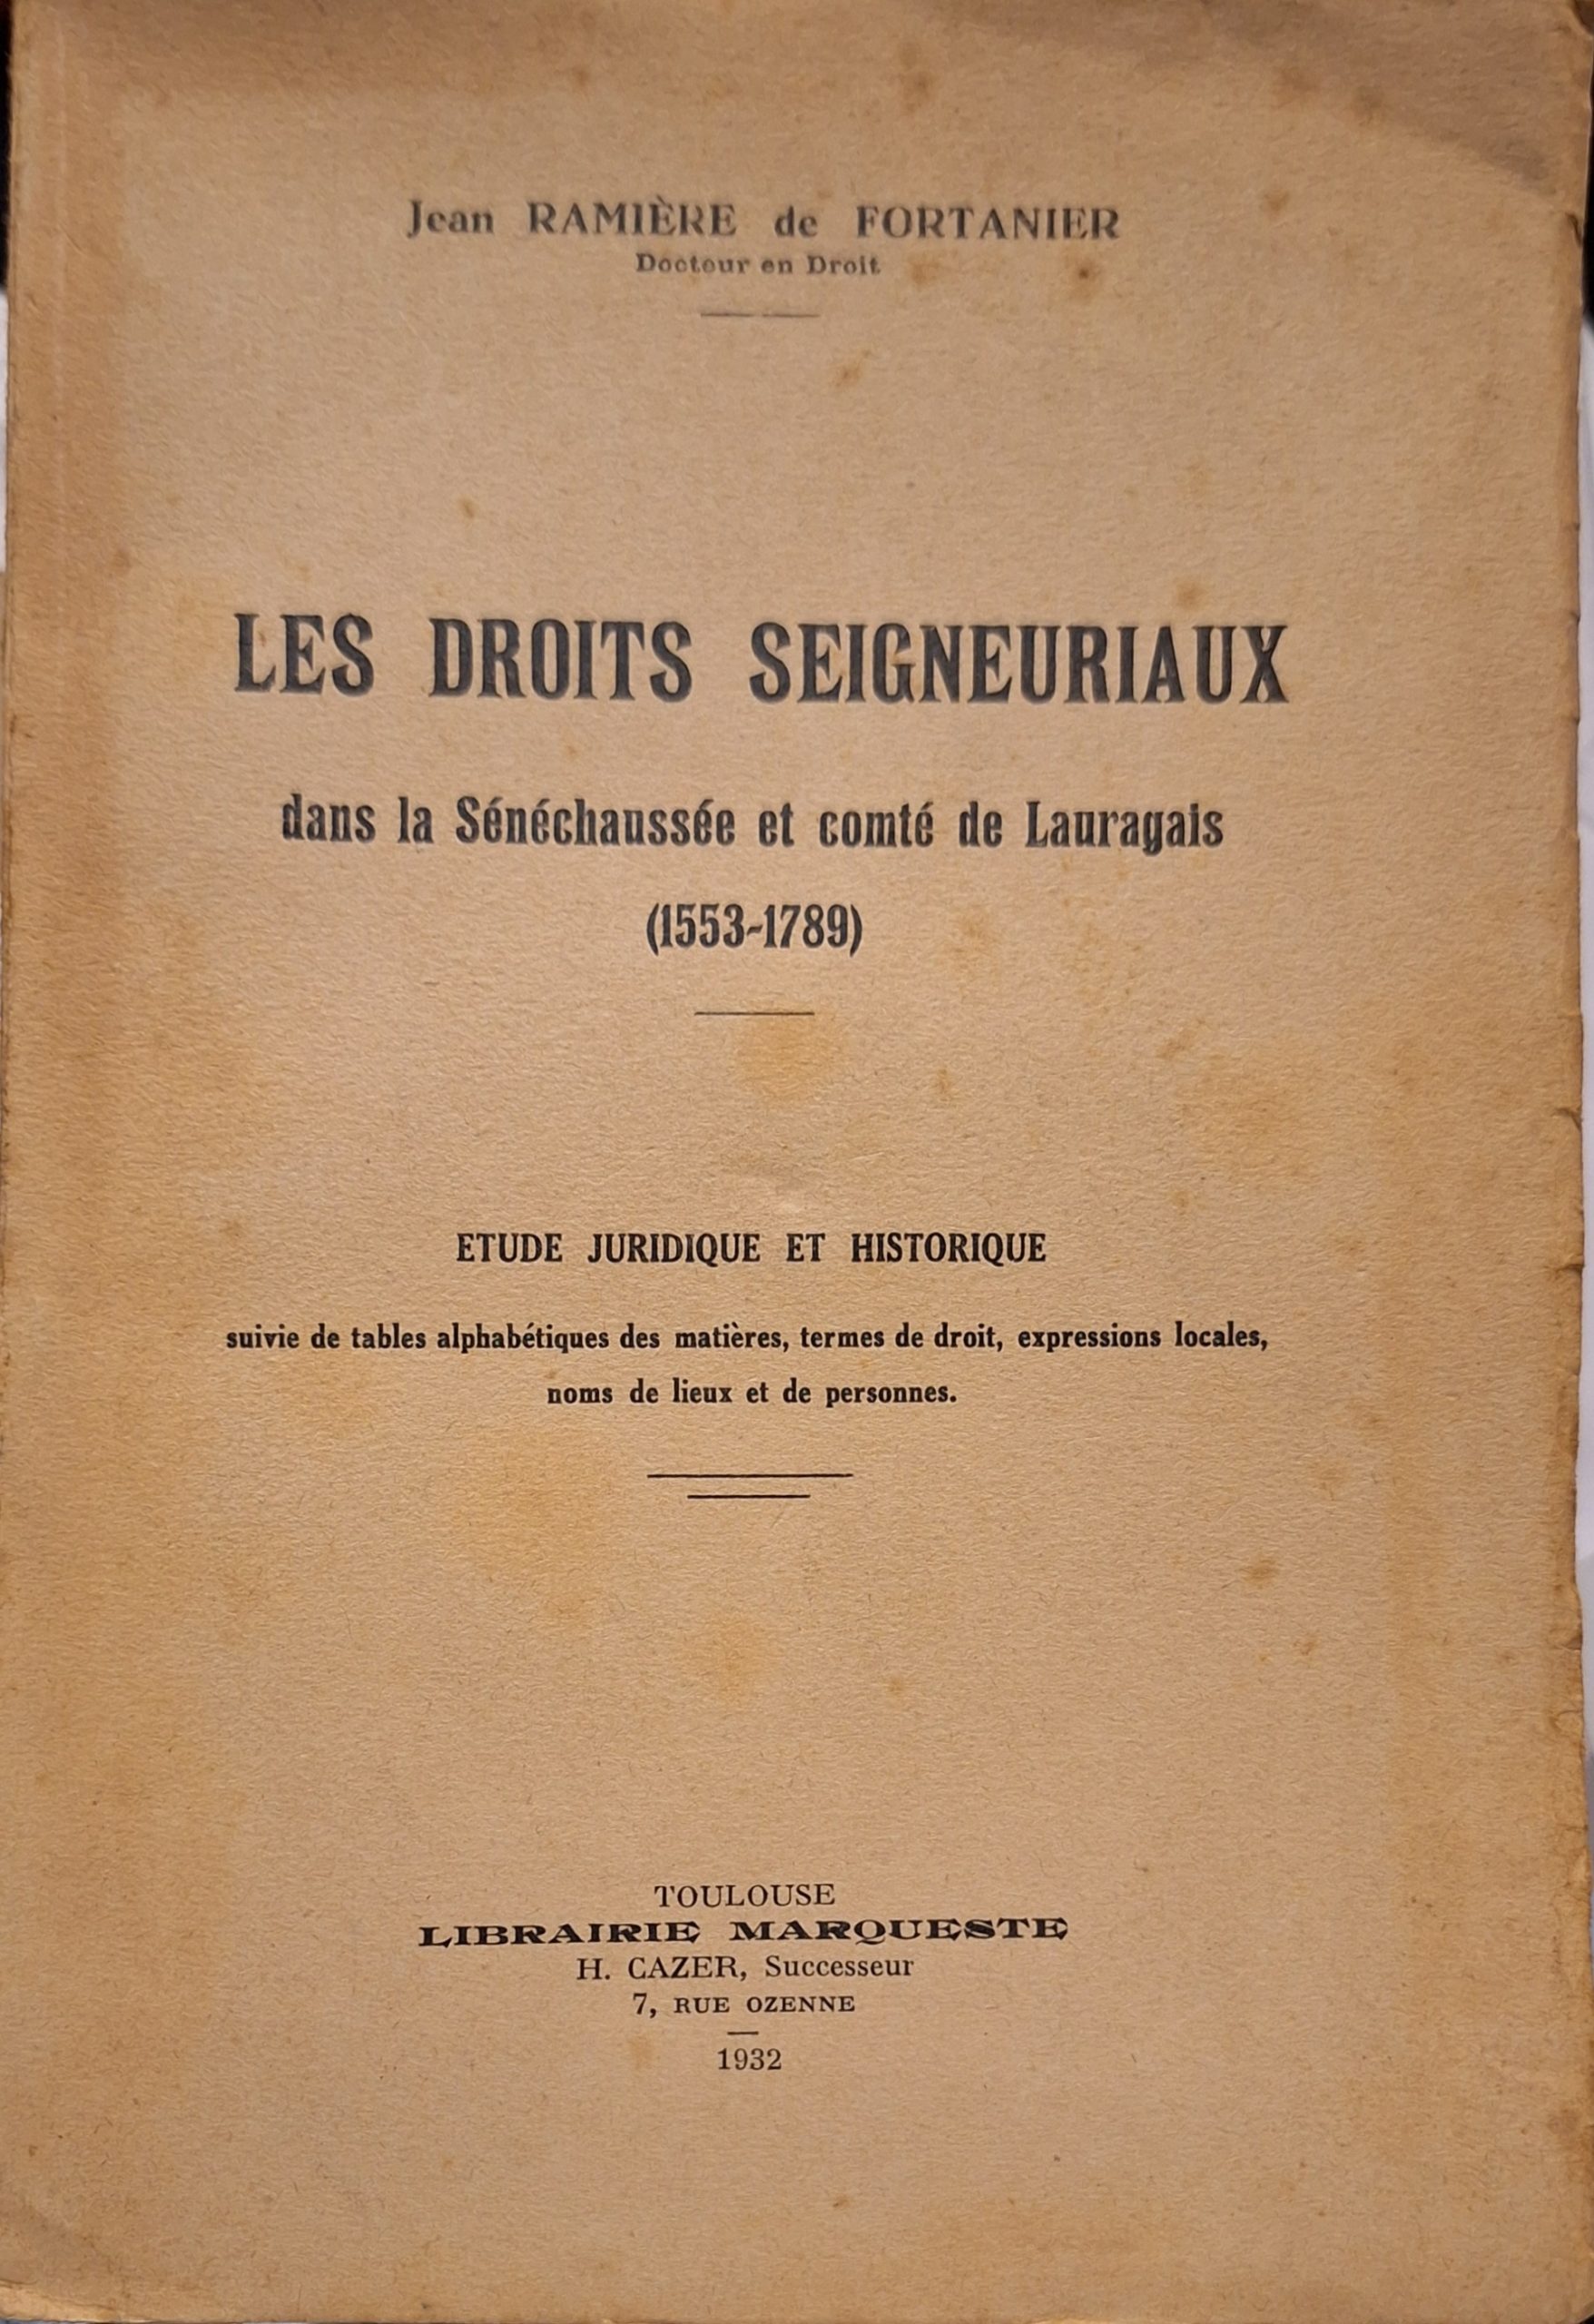 Jean RAMIÈRE de FORTANIER
Docteur en Droit
LES DROITS SEIGNEURIAUX
dans la Sénéchaussée et comté de Lauragais
(1553-1789)
ETUDE JURIDIQUE ET HISTORIQUE
suivie de tables alphabétiques des matières, termes de droit, expressions locales,
noms de lieux et de personnes.
TOULOUSE
LIBRAIRIE MARQUESTE
H. CAZER, Successeur
7, RUE OZENNE
1932